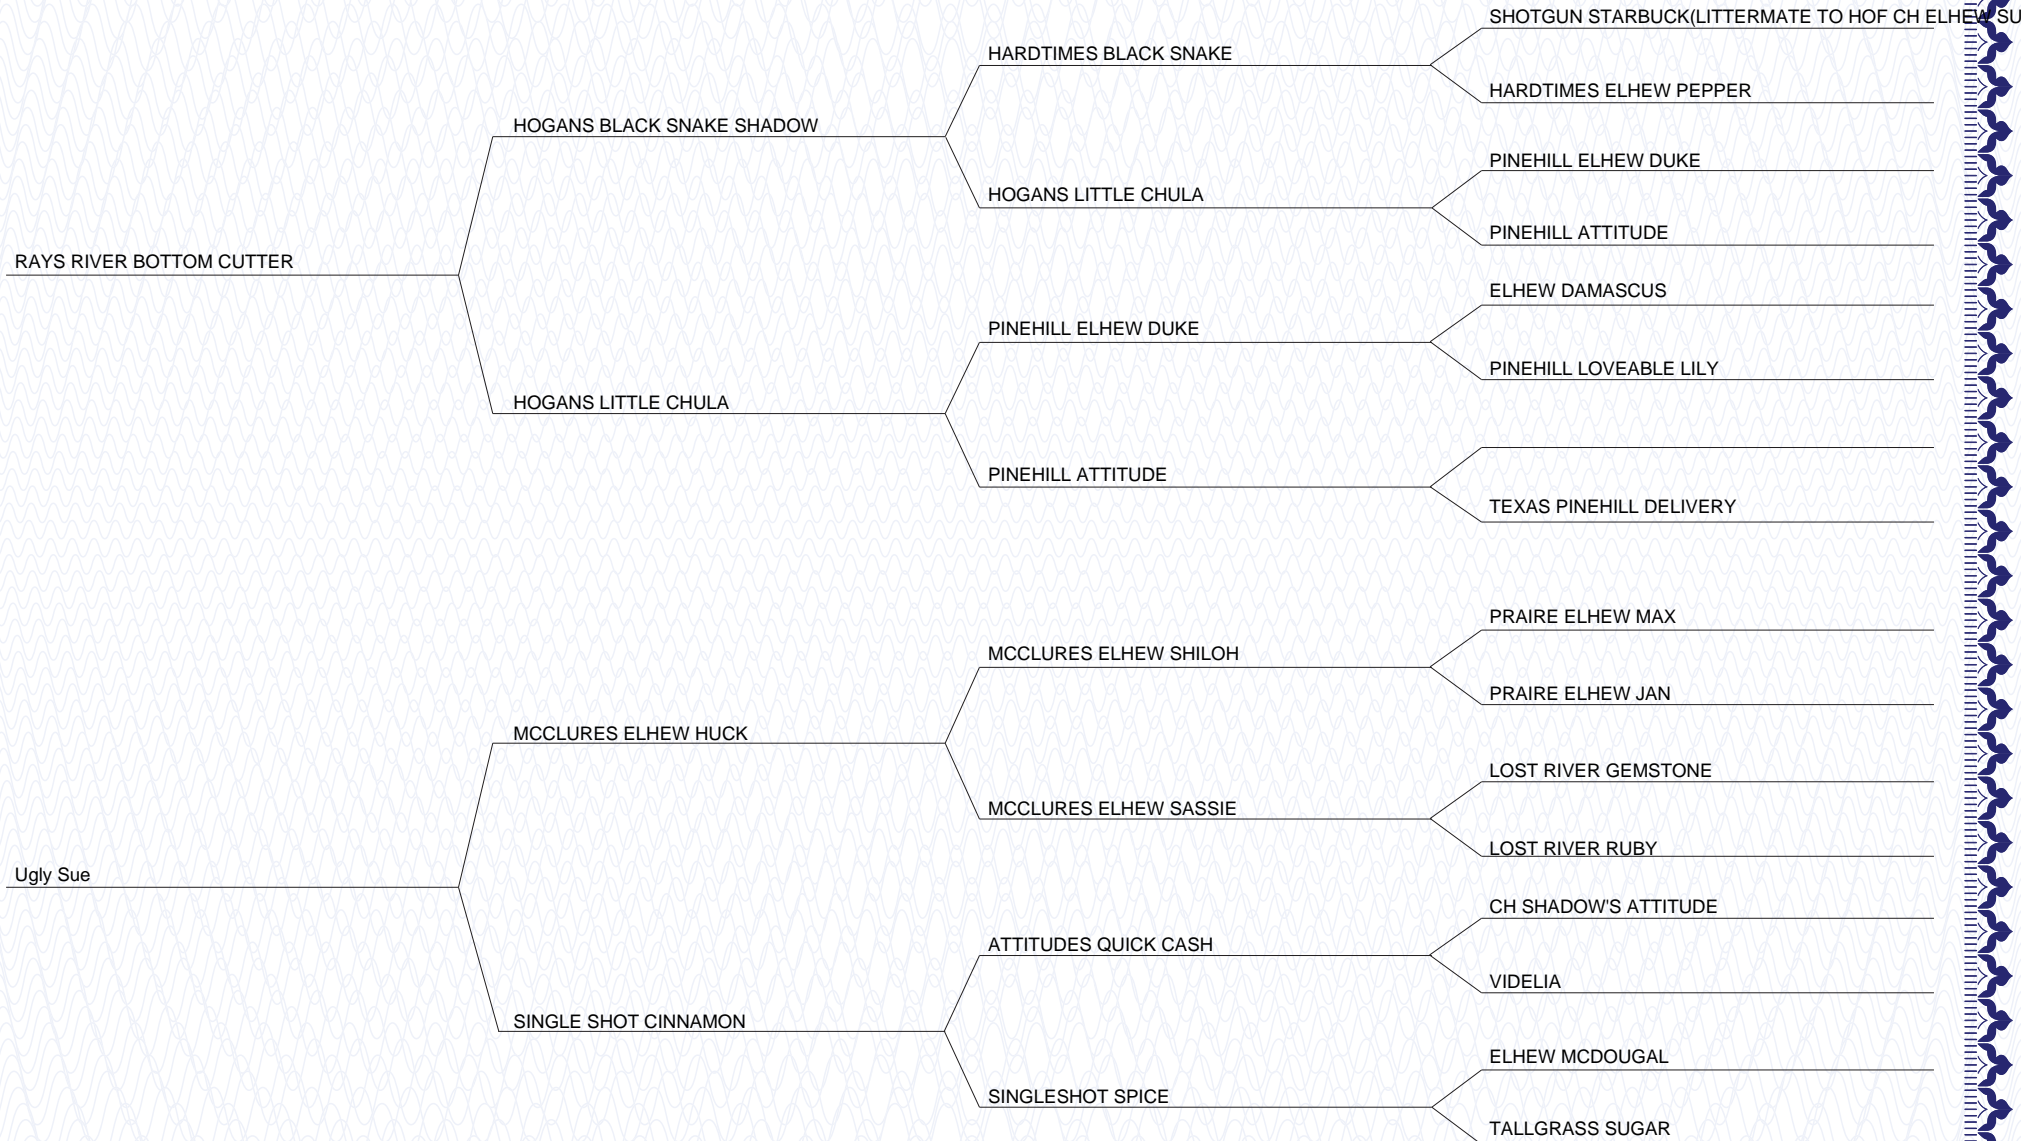 SHOTGUN STARBUCK(LITTERMATE TO HOF CH ELHEW SU
HARDTIMES BLACK SNAKE
HARDTIMES ELHEW PEPPER
HOGANS BLACK SNAKE SHADOW
PINEHILL ELHEW DUKE
HOGANS LITTLE CHULA
PINEHILL ATTITUDE
RAYS RIVER BOTTOM CUTTER
ELHEW DAMASCUS
PINEHILL ELHEW DUKE
PINEHILL LOVEABLE LILY
HOGANS LITTLE CHULA
PINEHILL ATTITUDE
TEXAS PINEHILL DELIVERY
PRAIRE ELHEW MAX
MCCLURES ELHEW SHILOH
PRAIRE ELHEW JAN
MCCLURES ELHEW HUCK
LOST RIVER GEMSTONE
MCCLURES ELHEW SASSIE
LOST RIVER RUBY
Ugly Sue
CH SHADOW'S ATTITUDE
ATTITUDES QUICK CASH
VIDELIA
SINGLE SHOT CINNAMON
ELHEW MCDOUGAL
SINGLESHOT SPICE
TALLGRASS SUGAR